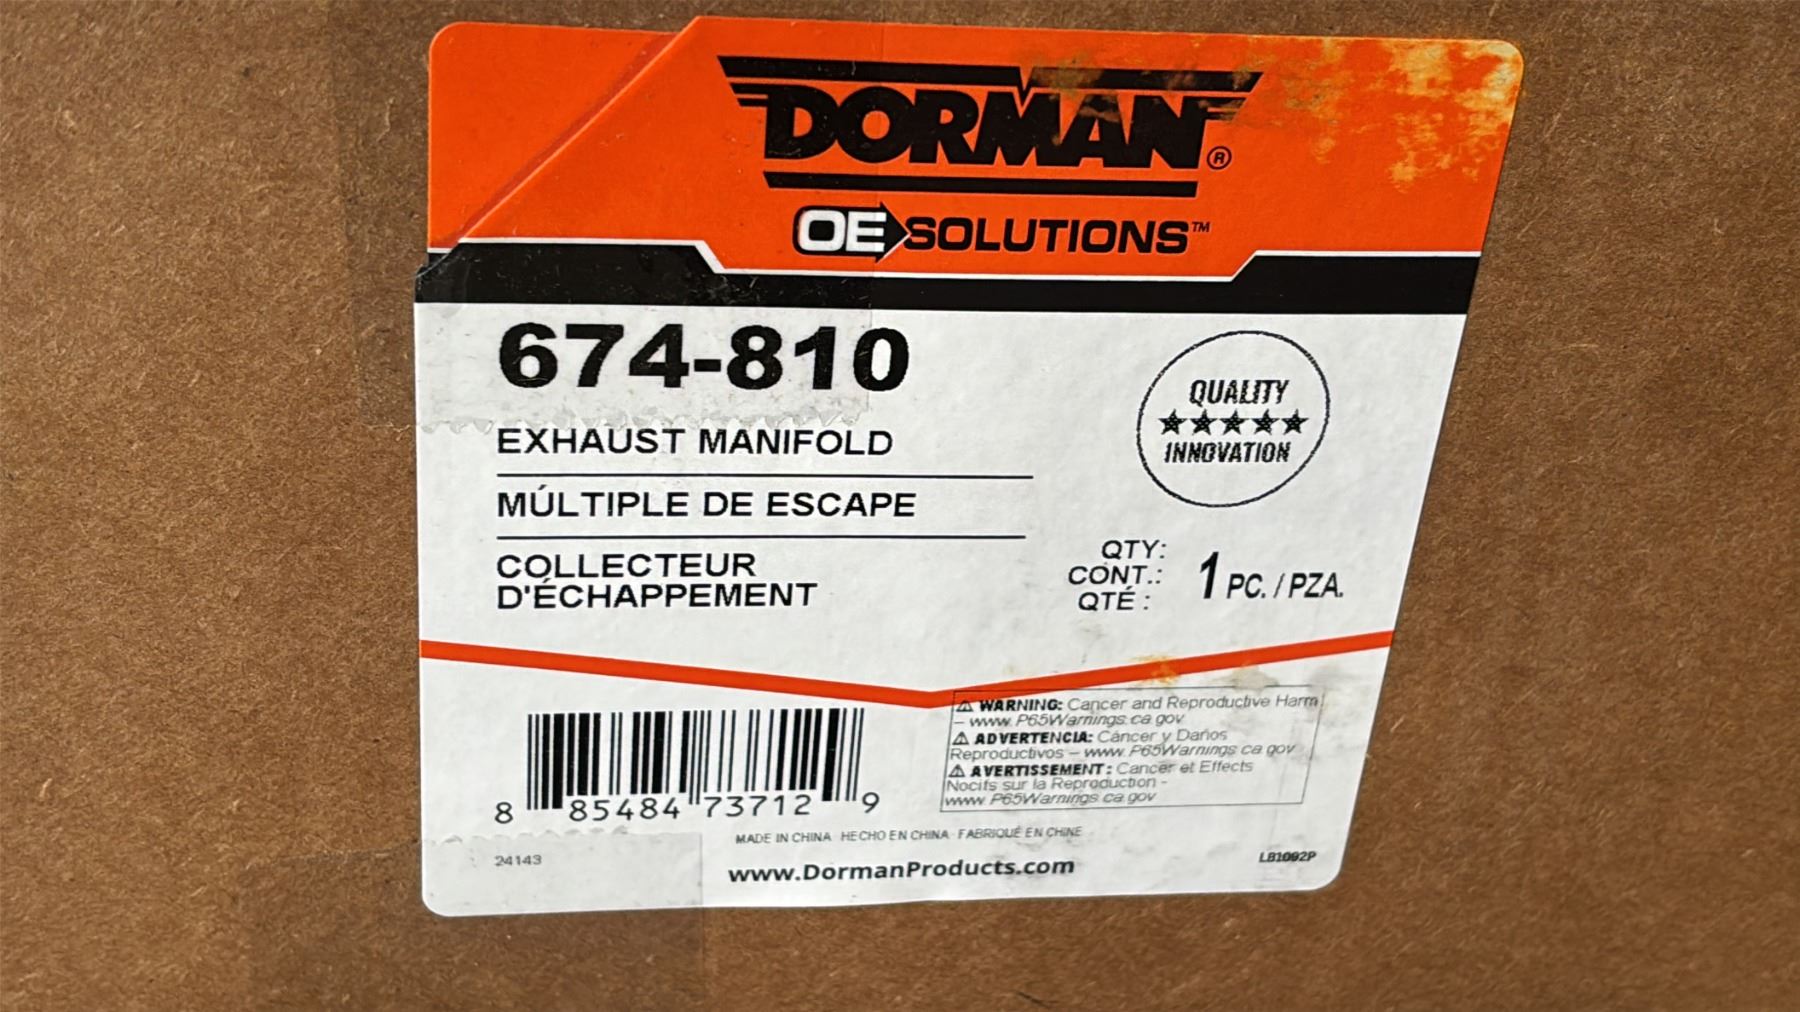 DORMAN®
OE SOLUTIONS™
674-810
EXHAUST MANIFOLD
MÚLTIPLE DE ESCAPE
COLLECTEUR
D'ÉCHAPPEMENT
QUALITY
★★★★★
INNOVATION
QTY:
CONT.:
QTÉ :
1 PC. / PZA.
⚠ WARNING: Cancer and Reproductive Harm
– www.P65Warnings.ca.gov
⚠ ADVERTENCIA: Cáncer y Daños
Reproductivos – www.P65Warnings.ca.gov
⚠ AVERTISSEMENT : Cancer et Effects
Nocifs sur la Reproduction -
www.P65Warnings.ca.gov
8 85484 73712 9
MADE IN CHINA · HECHO EN CHINA · FABRIQUÉ EN CHINE
24143
www.DormanProducts.com
LB1092P